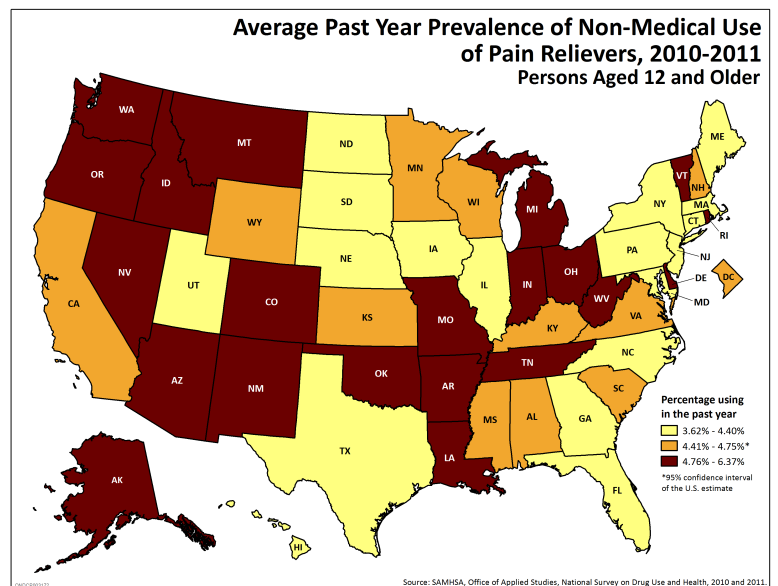 Average Past Year Prevalence of Non-Medical Use
of Pain Relievers, 2010-2011
Persons Aged 12 and Older
WA
MT
ND
MN
ME
OR
ID
SD
WI
MI
VT
NH
NY
MA
CT
RI
WY
IA
PA
NJ
NE
NV
UT
CO
IL
IN
OH
DE
DC
MD
WV
VA
CA
KS
MO
KY
NC
AZ
NM
OK
AR
TN
SC
MS
AL
GA
TX
LA
AK
FL
HI
Percentage using
in the past year
3.62% - 4.40%
4.41% - 4.75%*
4.76% - 6.37%
*95% confidence interval
of the U.S. estimate
Source: SAMHSA, Office of Applied Studies, National Survey on Drug Use and Health, 2010 and 2011.